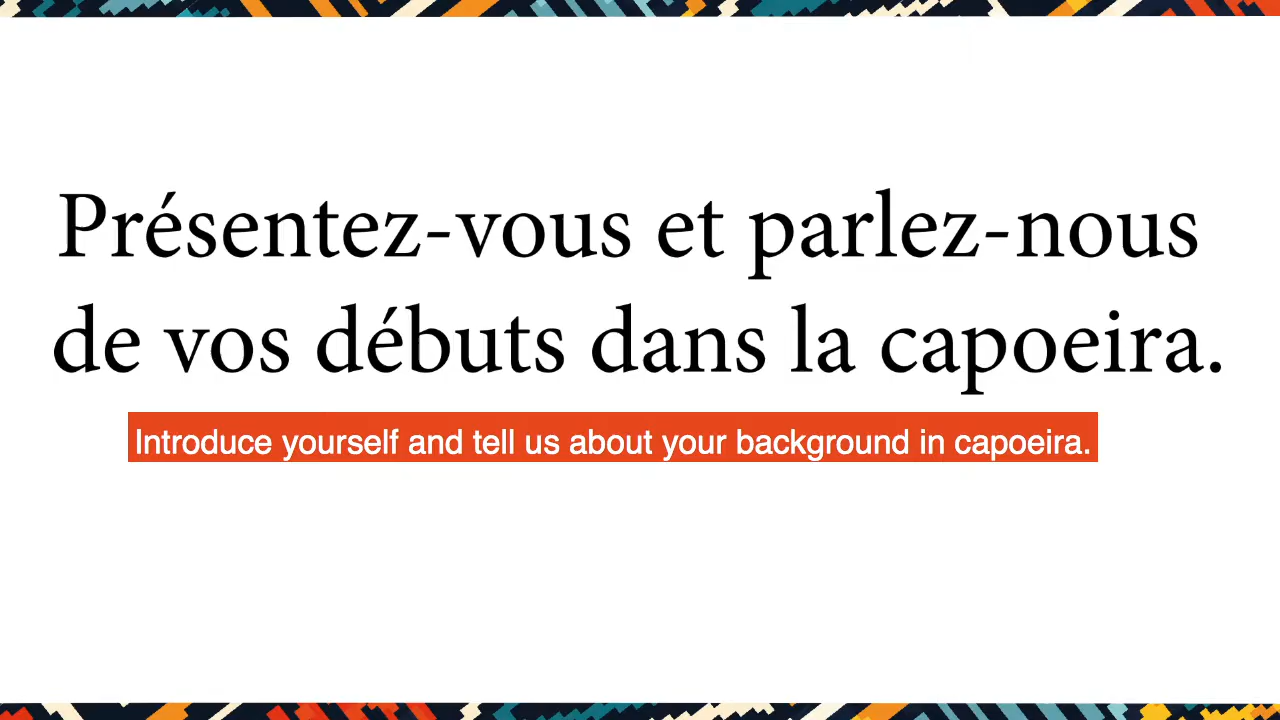 Présentez-vous et parlez-nous
de vos débuts dans la capoeira.
Introduce yourself and tell us about your background in capoeira.